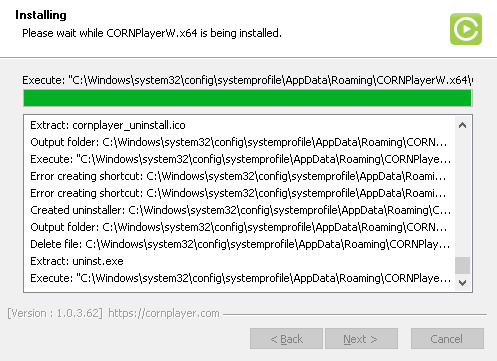 Installing
Please wait while CORNPlayerW.x64 is being installed.
Execute: "C:\Windows\system32\config\systemprofile\AppData\Roaming\CORNPlayerW.x64\
Extract: cornplayer_uninstall.ico
Output folder: C:\Windows\system32\config\systemprofile\AppData\Roaming\CORN...
Execute: "C:\Windows\system32\config\systemprofile\AppData\Roaming\CORNPlaye...
Error creating shortcut: C:\Windows\system32\config\systemprofile\AppData\Roami...
Error creating shortcut: C:\Windows\system32\config\systemprofile\AppData\Roami...
Created uninstaller: C:\Windows\system32\config\systemprofile\AppData\Roaming\C...
Output folder: C:\Windows\system32\config\systemprofile\AppData\Roaming\CORN...
Delete file: C:\Windows\system32\config\systemprofile\AppData\Roaming\CORNPlay...
Extract: uninst.exe
Execute: "C:\Windows\system32\config\systemprofile\AppData\Roaming\CORNPlaye...
[Version : 1.0.3.62] https://cornplayer.com
< Back Next > Cancel